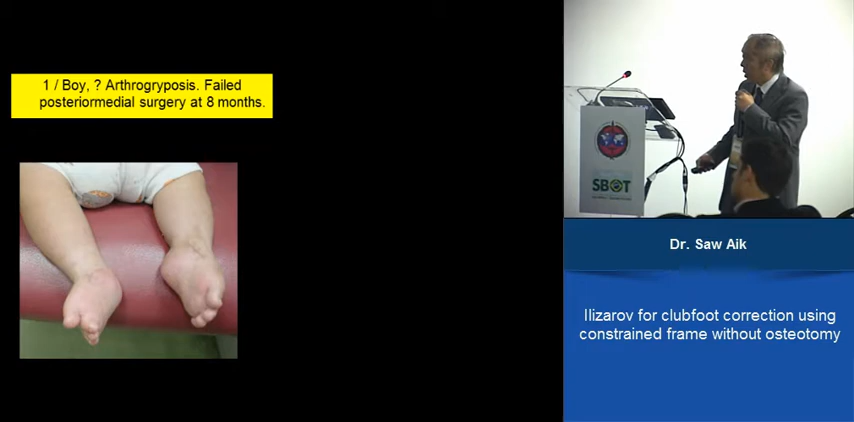 1 / Boy, ? Arthrogryposis. Failed
posteriormedial surgery at 8 months.
SBOT
Dr. Saw Aik
Ilizarov for clubfoot correction using
constrained frame without osteotomy